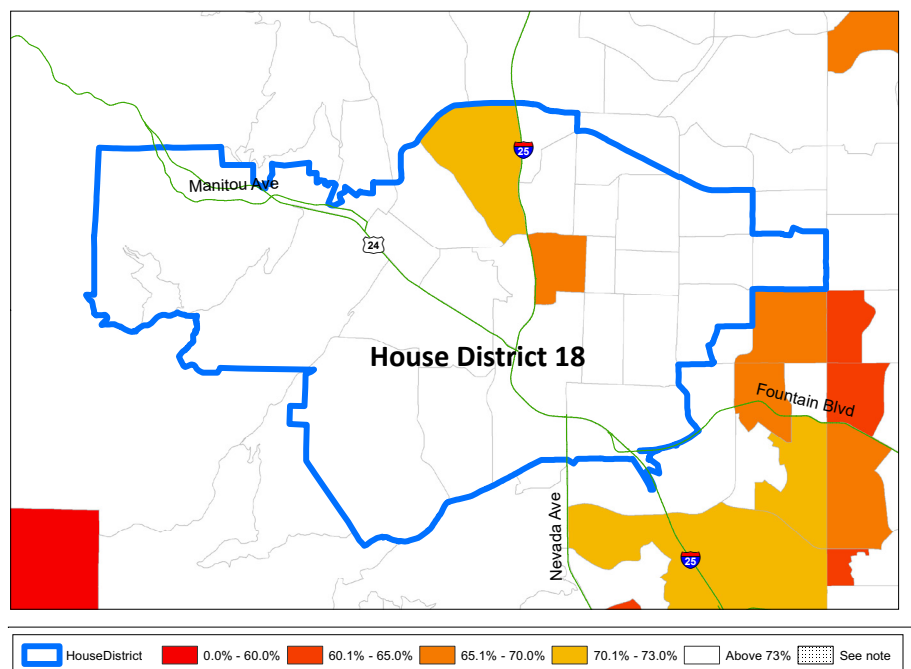 25
Manitou Ave
24
House District 18
Fountain Blvd
Nevada Ave
25
HouseDistrict 0.0% - 60.0% 60.1% - 65.0% 65.1% - 70.0% 70.1% - 73.0% Above 73% See note